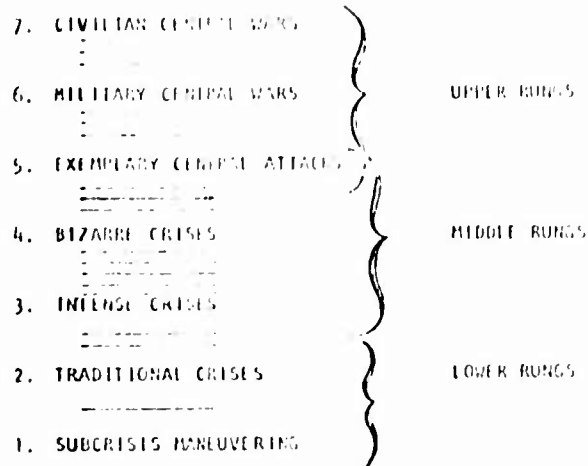 7. CIVILIAN CENTRAL WARS
6. MILITARY CENTRAL WARS
UPPER RUNGS
5. EXEMPLARY CENTRAL ATTACKS
4. BIZARRE CRISES
MIDDLE RUNGS
3. INTENSE CRISES
2. TRADITIONAL CRISES
LOWER RUNGS
1. SUBCRISIS MANEUVERING